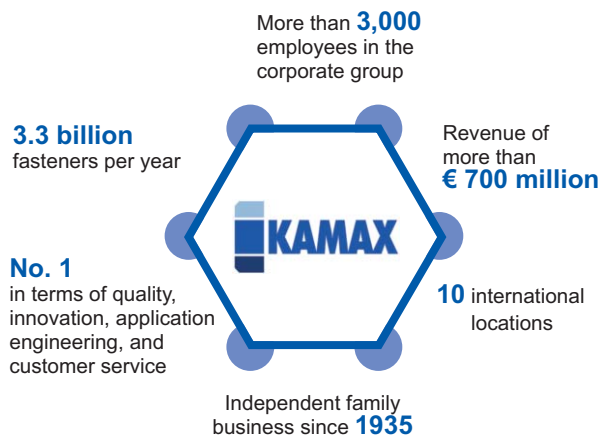 More than 3,000
employees in the
corporate group
3.3 billion
fasteners per year
Revenue of
more than
€ 700 million
KAMAX
No. 1
in terms of quality,
innovation, application
engineering, and
customer service
10 international
locations
Independent family
business since 1935